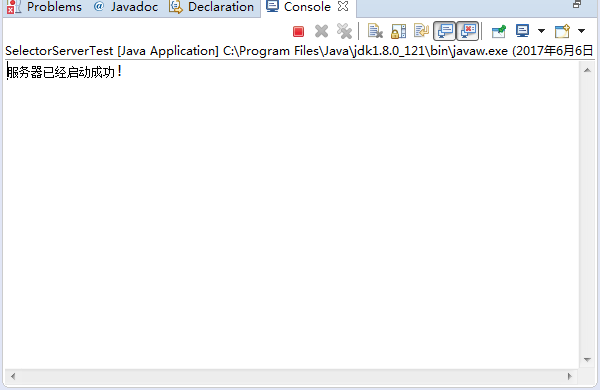 Problems @ Javadoc Declaration Console
SelectorServerTest [Java Application] C:\Program Files\Java\jdk1.8.0_121\bin\javaw.exe (2017年6月6日
服务器已经启动成功！